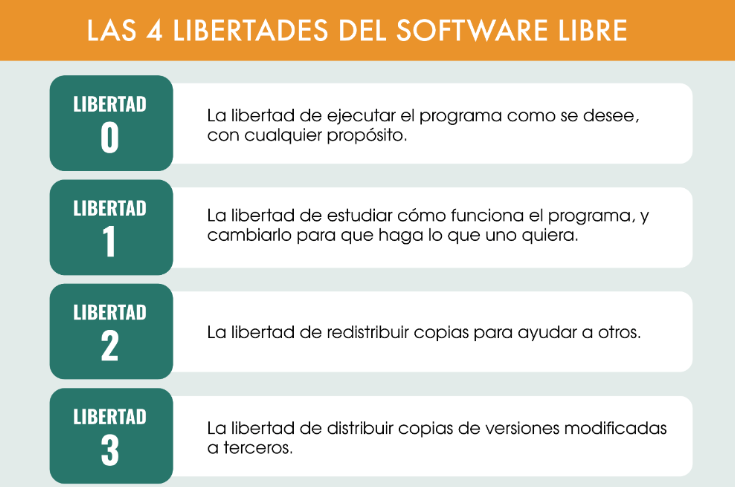 LAS 4 LIBERTADES DEL SOFTWARE LIBRE
LIBERTAD
0
La libertad de ejecutar el programa como se desee,
con cualquier propósito.
LIBERTAD
1
La libertad de estudiar cómo funciona el programa, y
cambiarlo para que haga lo que uno quiera.
LIBERTAD
2
La libertad de redistribuir copias para ayudar a otros.
LIBERTAD
3
La libertad de distribuir copias de versiones modificadas
a terceros.